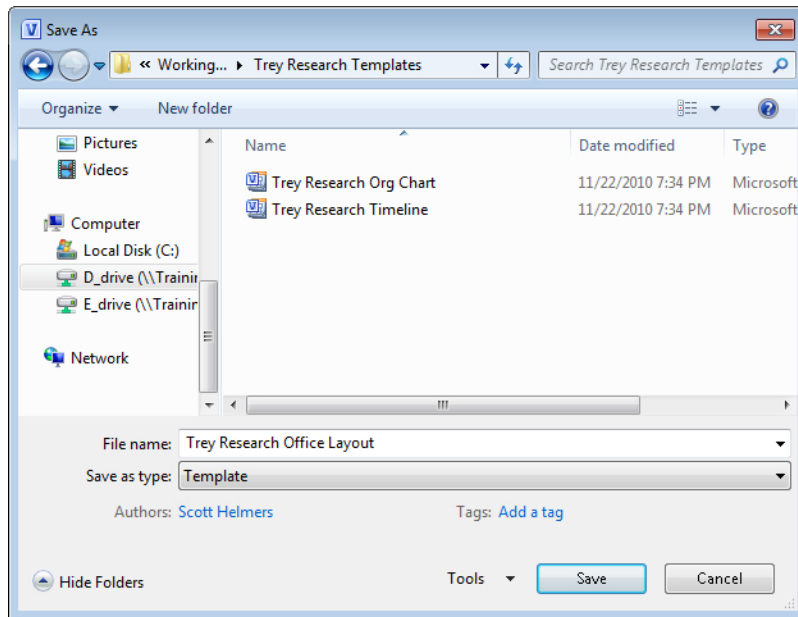 Save As
« Working... Trey Research Templates Search Trey Research Templates
Organize New folder
Pictures
Videos
Computer
Local Disk (C:)
D_drive (\\Trainin
E_drive (\\Trainin
Network
Name Date modified Type
Trey Research Org Chart 11/22/2010 7:34 PM Microsoft
Trey Research Timeline 11/22/2010 7:34 PM Microsoft
File name: Trey Research Office Layout
Save as type: Template
Authors: Scott Helmers Tags: Add a tag
Hide Folders Tools Save Cancel